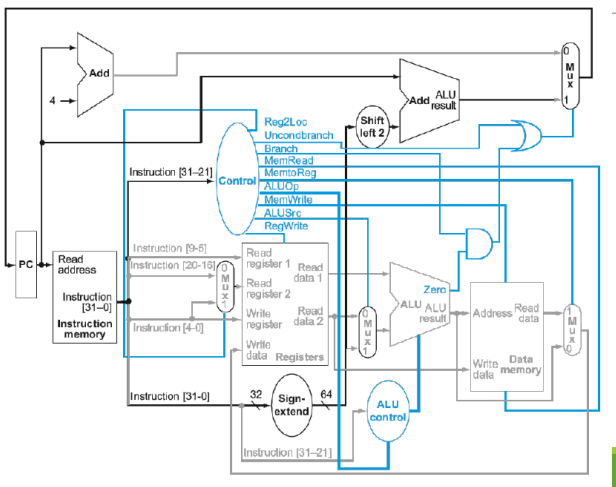 0
M
u
x
1
Add
4
Add ALU
result
Shift
left 2
Reg2Loc
Uncondbranch
Branch
MemRead
MemtoReg
ALUOp
MemWrite
ALUSrc
RegWrite
Control
Instruction [31–21]
PC
Read
address
Instruction
[31–0]
Instruction
memory
Instruction [9-5]
Instruction [20-16]
Instruction [4-0]
0
M
u
x
1
Read
register 1
Read
data 1
Read
register 2
Write
register
Read
data 2
Write
data
Registers
0
M
u
x
1
Zero
ALU ALU
result
Address
Read
data
Write
data
Data
memory
1
M
u
x
0
Instruction [31-0]
32
Sign-
extend
64
ALU
control
Instruction [31–21]